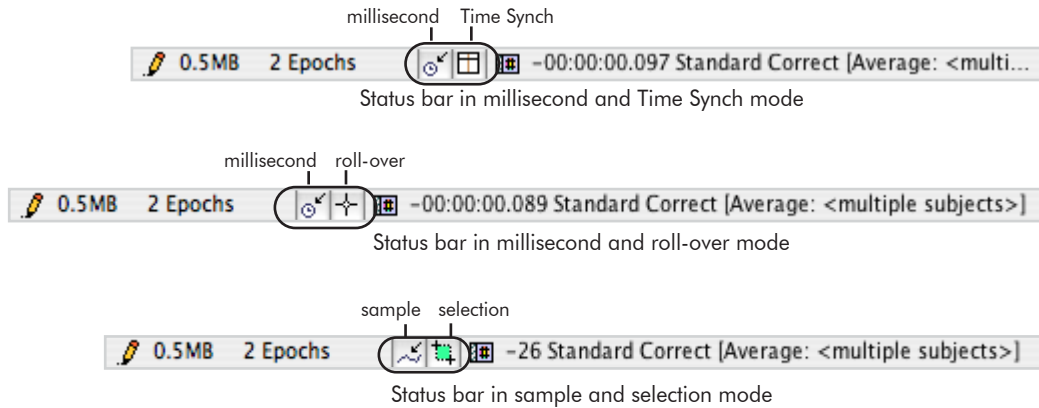 millisecond Time Synch
0.5MB 2 Epochs # -00:00:00.097 Standard Correct [Average: <multi...
Status bar in millisecond and Time Synch mode
millisecond roll-over
0.5MB 2 Epochs # -00:00:00.089 Standard Correct [Average: <multiple subjects>]
Status bar in millisecond and roll-over mode
sample selection
0.5MB 2 Epochs # -26 Standard Correct [Average: <multiple subjects>]
Status bar in sample and selection mode